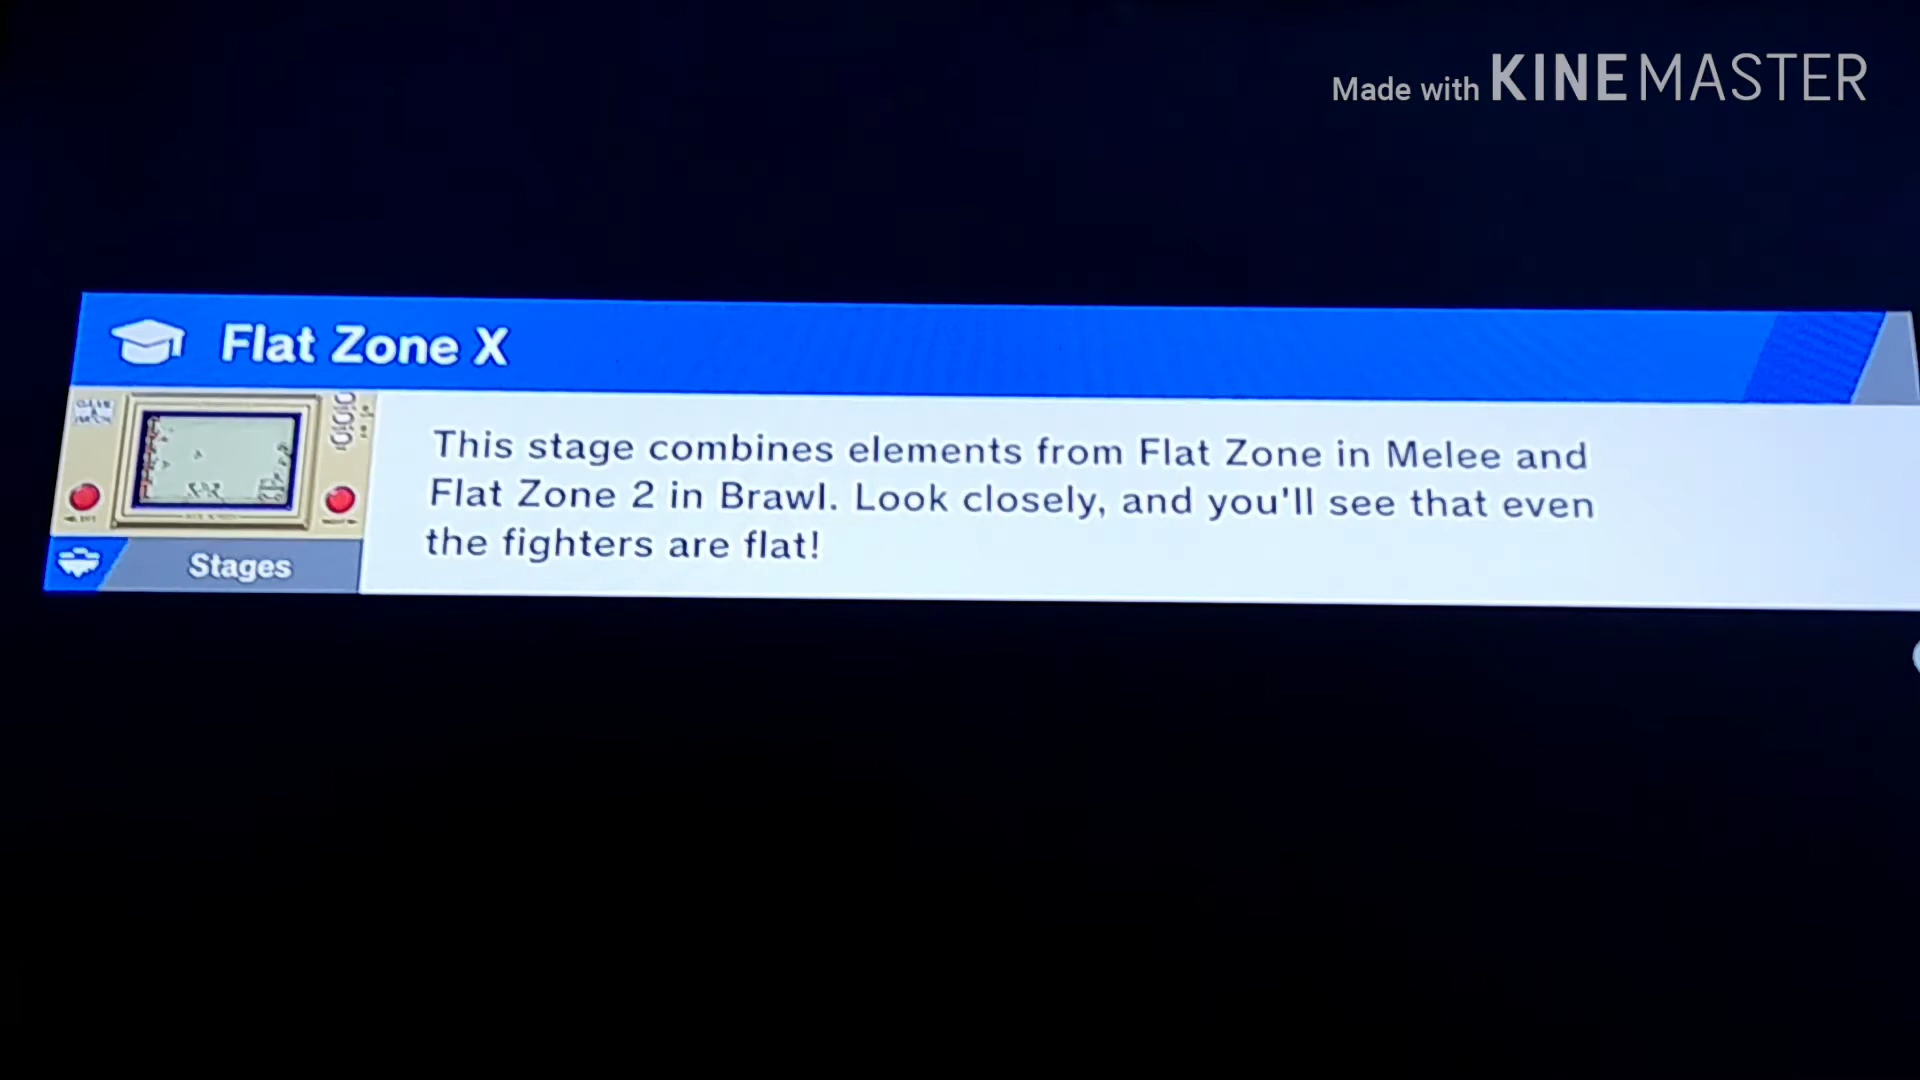 Made with KINEMASTER
Flat Zone X
This stage combines elements from Flat Zone in Melee and
Flat Zone 2 in Brawl. Look closely, and you'll see that even
the fighters are flat!
Stages